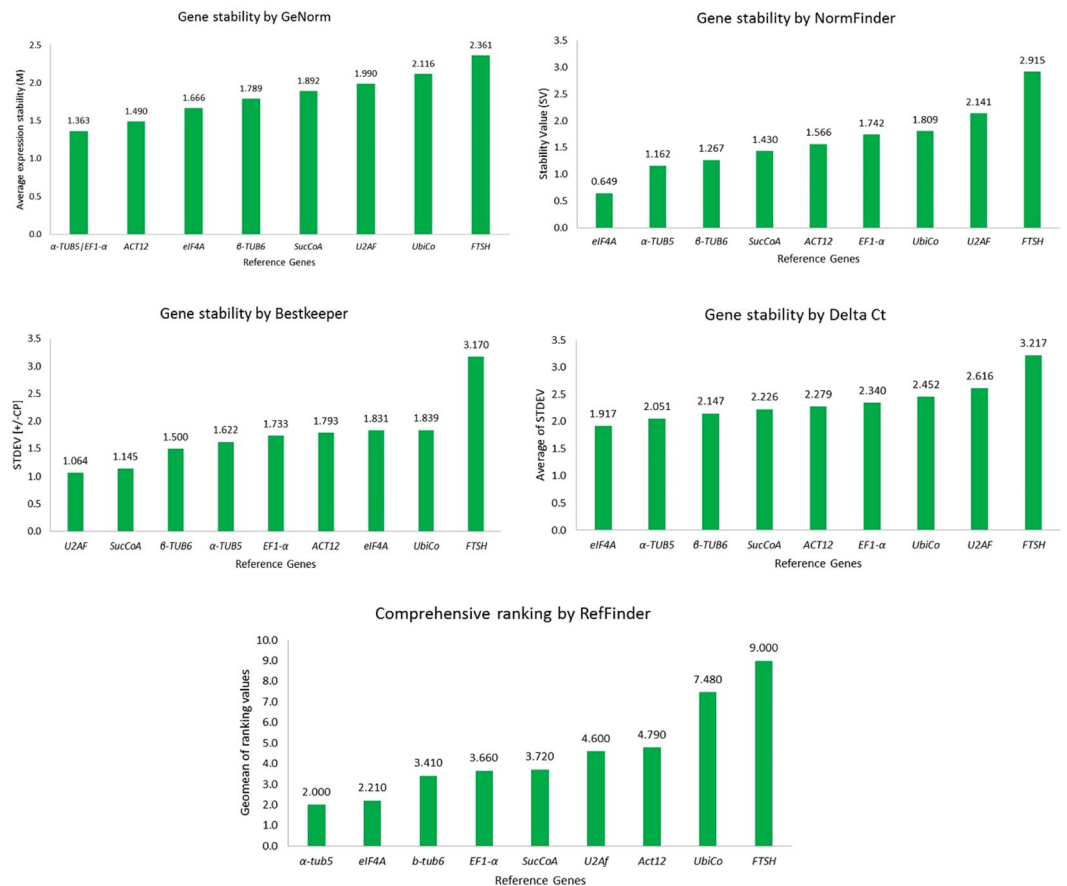 Gene stability by GeNorm
Average expression stability (M)
2.5
2.0
1.5
1.0
0.5
0.0
1.363 1.490 1.666 1.789 1.892 1.990 2.116 2.361
α-TUB5|EF1-α ACT12 eIF4A β-TUB6 SucCoA U2AF UbiCo FTSH
Reference Genes
Gene stability by NormFinder
Stability Value (SV)
3.5
3.0
2.5
2.0
1.5
1.0
0.5
0.0
0.649 1.162 1.267 1.430 1.566 1.742 1.809 2.141 2.915
eIF4A α-TUB5 β-TUB6 SucCoA ACT12 EF1-α UbiCo U2AF FTSH
Reference Genes
Gene stability by Bestkeeper
STDEV [+/-CP]
3.5
3.0
2.5
2.0
1.5
1.0
0.5
0.0
1.064 1.145 1.500 1.622 1.733 1.793 1.831 1.839 3.170
U2AF SucCoA β-TUB6 α-TUB5 EF1-α ACT12 eIF4A UbiCo FTSH
Reference Genes
Gene stability by Delta Ct
Average of STDEV
3.5
3.0
2.5
2.0
1.5
1.0
0.5
0.0
1.917 2.051 2.147 2.226 2.279 2.340 2.452 2.616 3.217
eIF4A α-TUB5 β-TUB6 SucCoA ACT12 EF1-α UbiCo U2AF FTSH
Reference Genes
Comprehensive ranking by RefFinder
Geomean of ranking values
10.0
9.0
8.0
7.0
6.0
5.0
4.0
3.0
2.0
1.0
0.0
2.000 2.210 3.410 3.660 3.720 4.600 4.790 7.480 9.000
α-tub5 eIF4A b-tub6 EF1-α SucCoA U2Af Act12 UbiCo FTSH
Reference Genes